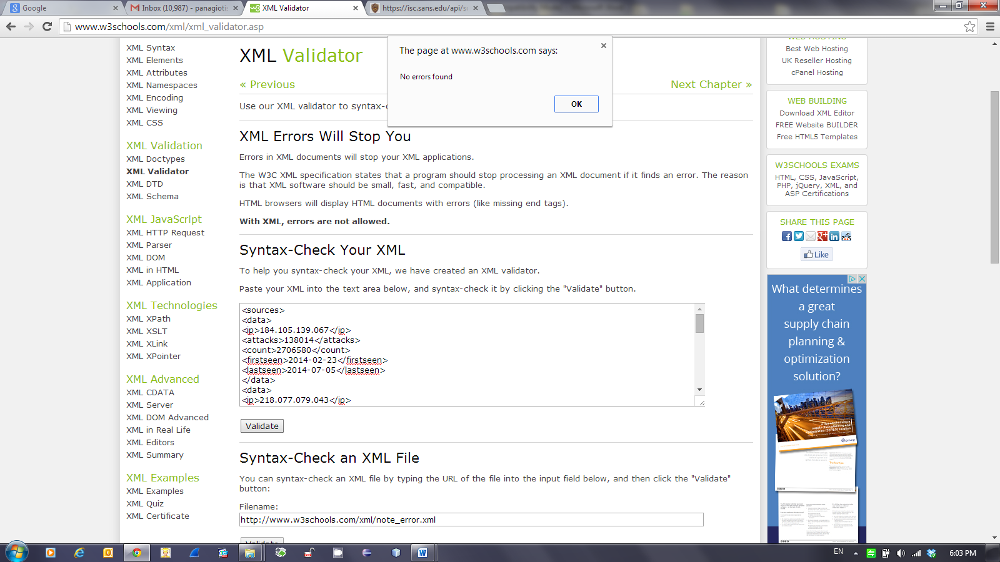 Google
Inbox (10,987) - panagiotis
XML Validator
https://isc.sans.edu/api/so
www.w3schools.com/xml/xml_validator.asp
XML Syntax
XML Elements
XML Attributes
XML Namespaces
XML Encoding
XML Viewing
XML CSS
XML Validation
XML Doctypes
XML Validator
XML DTD
XML Schema
XML JavaScript
XML HTTP Request
XML Parser
XML DOM
XML in HTML
XML Application
XML Technologies
XML XPath
XML XSLT
XML XLink
XML XPointer
XML Advanced
XML CDATA
XML Server
XML DOM Advanced
XML in Real Life
XML Editors
XML Summary
XML Examples
XML Examples
XML Quiz
XML Certificate
XML Validator
« Previous
Next Chapter »
Use our XML validator to syntax-
The page at www.w3schools.com says:
No errors found
OK
XML Errors Will Stop You
Errors in XML documents will stop your XML applications.
The W3C XML specification states that a program should stop processing an XML document if it finds an error. The reason
is that XML software should be small, fast, and compatible.
HTML browsers will display HTML documents with errors (like missing end tags).
With XML, errors are not allowed.
Syntax-Check Your XML
To help you syntax-check your XML, we have created an XML validator.
Paste your XML into the text area below, and syntax-check it by clicking the "Validate" button.
<sources>
<data>
<ip>184.105.139.067</ip>
<attacks>138014</attacks>
<count>2706580</count>
<firstseen>2014-02-23</firstseen>
<lastseen>2014-07-05</lastseen>
</data>
<data>
<ip>218.077.079.043</ip>
Validate
Syntax-Check an XML File
You can syntax-check an XML file by typing the URL of the file into the input field below, and then click the "Validate"
button:
Filename:
http://www.w3schools.com/xml/note_error.xml
Validate
WEB HOSTING
Best Web Hosting
UK Reseller Hosting
cPanel Hosting
WEB BUILDING
Download XML Editor
FREE Website BUILDER
Free HTML5 Templates
W3SCHOOLS EXAMS
HTML, CSS, JavaScript,
PHP, jQuery, XML, and
ASP Certifications
SHARE THIS PAGE
Like
What determines
a great
supply chain
planning &
optimization
solution?
EN
6:03 PM